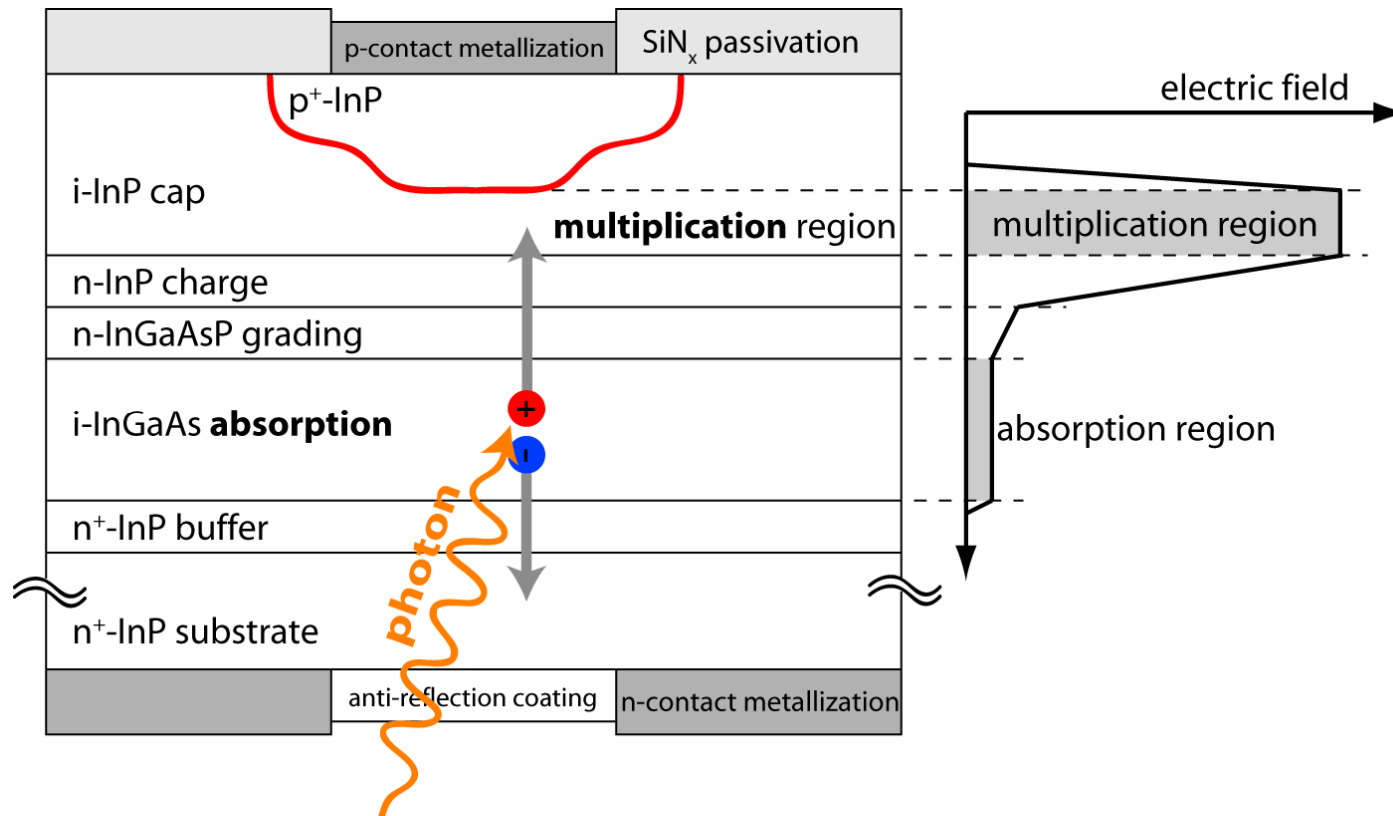 p-contact metallization
SiNₓ passivation
p⁺-InP
electric field
i-InP cap
multiplication region
multiplication region
n-InP charge
n-InGaAsP grading
+
i-InGaAs absorption
absorption region
-
photon
n⁺-InP buffer
n⁺-InP substrate
anti-reflection coating
n-contact metallization